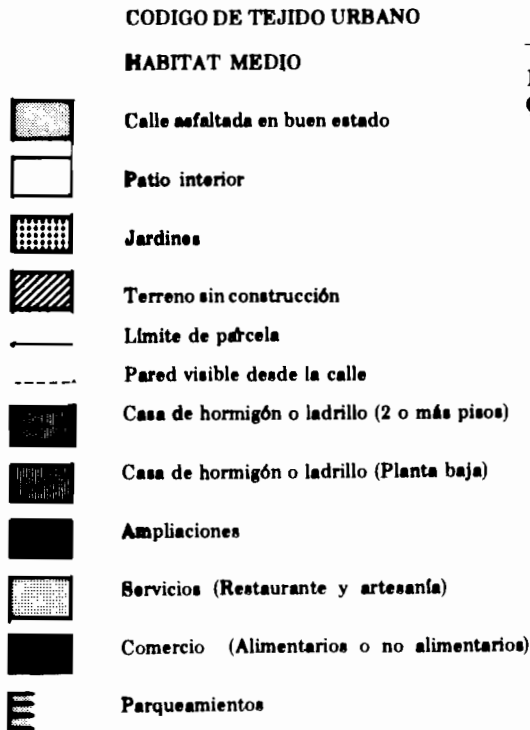 CODIGO DE TEJIDO URBANO
HABITAT MEDIO
Calle asfaltada en buen estado
Patio interior
Jardines
Terreno sin construcción
Límite de parcela
Pared visible desde la calle
Casa de hormigón o ladrillo (2 o más pisos)
Casa de hormigón o ladrillo (Planta baja)
Ampliaciones
Servicios (Restaurante y artesanía)
Comercio (Alimentarios o no alimentarios)
Parqueamientos